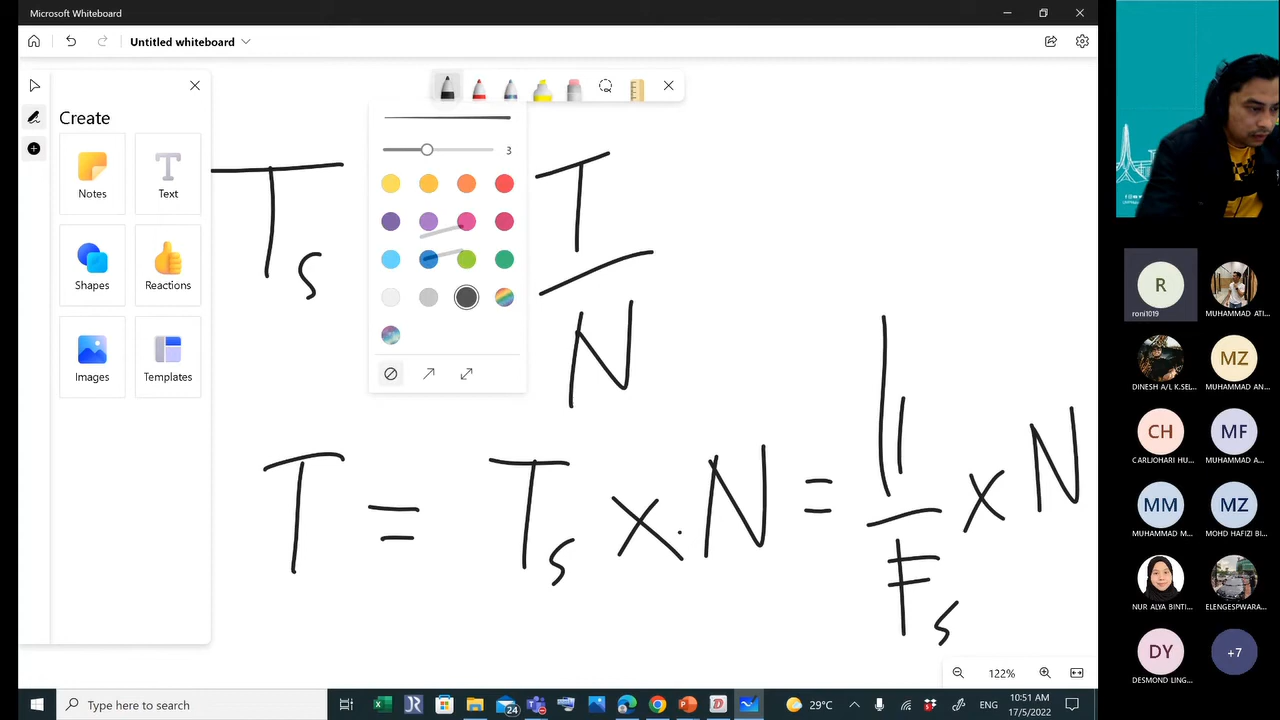 Microsoft Whiteboard
Untitled whiteboard
Create
Notes
Text
Shapes
Reactions
Images
Templates
3
Ts = T/N
T = Ts x N = 1/Fs x N
122%
R
roni1019
MUHAMMAD ATI...
DINESH A/L K.SEL...
MZ
MUHAMMAD AN...
CH
CARLJOHARI HU...
MF
MUHAMMAD A...
MM
MUHAMMAD M...
MZ
MOHD HAFIZI BI...
NUR ALYA BINTI...
ELENGESPWARA...
DY
DESMOND LING...
+7
Type here to search
24
29°C
ENG
10:51 AM
17/5/2022